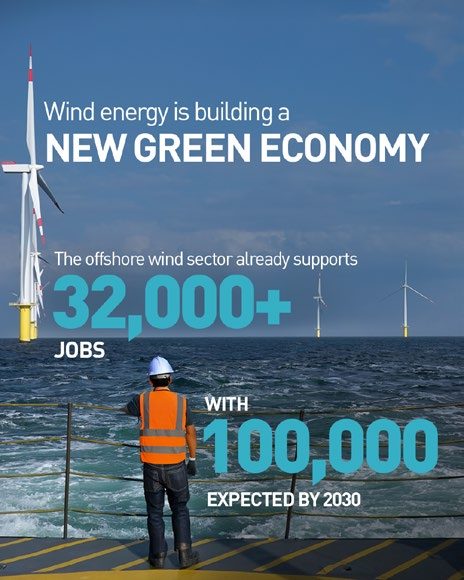 Wind energy is building a
NEW GREEN ECONOMY
The offshore wind sector already supports
32,000+
JOBS
WITH
100,000
EXPECTED BY 2030